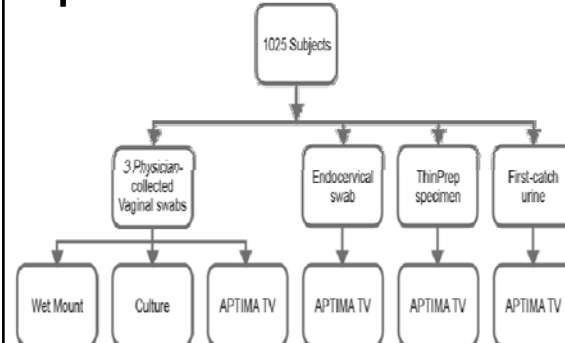 1025 Subjects
3 Physician-
collected
Vaginal swabs
Endocervical
swab
ThinPrep
specimen
First-catch
urine
Wet Mount
Culture
APTIMA TV
APTIMA TV
APTIMA TV
APTIMA TV